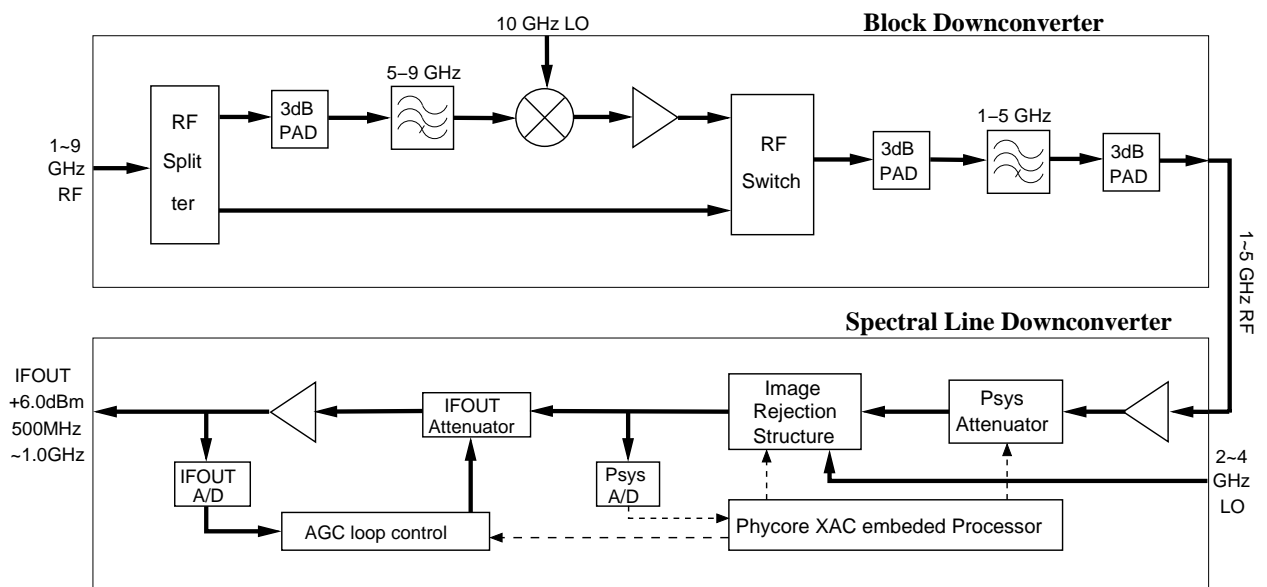 10 GHz LO
Block Downconverter
5−9 GHz
3dB
PAD
RF
Split
ter
1~9
GHz
RF
RF
Switch
1−5 GHz
3dB
PAD
3dB
PAD
1~5 GHz RF
Spectral Line Downconverter
IFOUT
+6.0dBm
500MHz
~1.0GHz
IFOUT
Attenuator
Image
Rejection
Structure
Psys
Attenuator
IFOUT
A/D
Psys
A/D
2~4
GHz
LO
AGC loop control
Phycore XAC embeded Processor